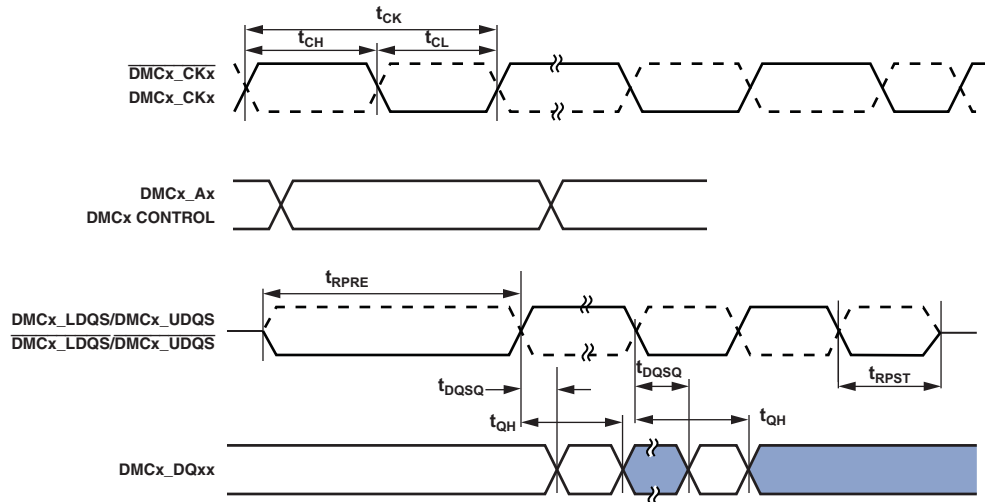 tCK
tCH
tCL
DMCx_CKx
DMCx_CKx
DMCx_Ax
DMCx CONTROL
tRPRE
DMCx_LDQS/DMCx_UDQS
DMCx_LDQS/DMCx_UDQS
tDQSQ
tDQSQ
tRPST
tQH
tQH
DMCx_DQxx